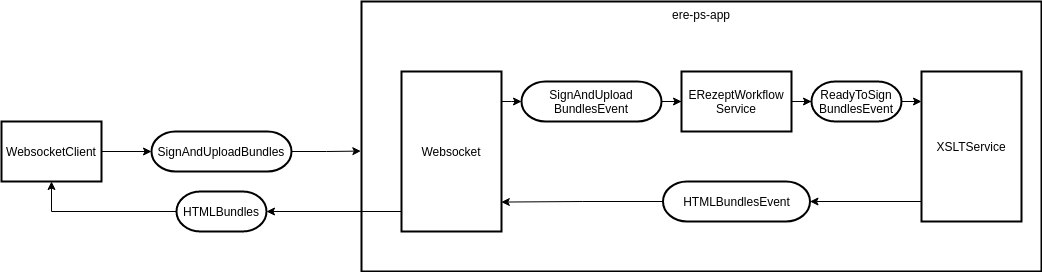 ere-ps-app
WebsocketClient
SignAndUploadBundles
HTMLBundles
Websocket
SignAndUpload
BundlesEvent
ERezeptWorkflow
Service
ReadyToSign
BundlesEvent
XSLTService
HTMLBundlesEvent